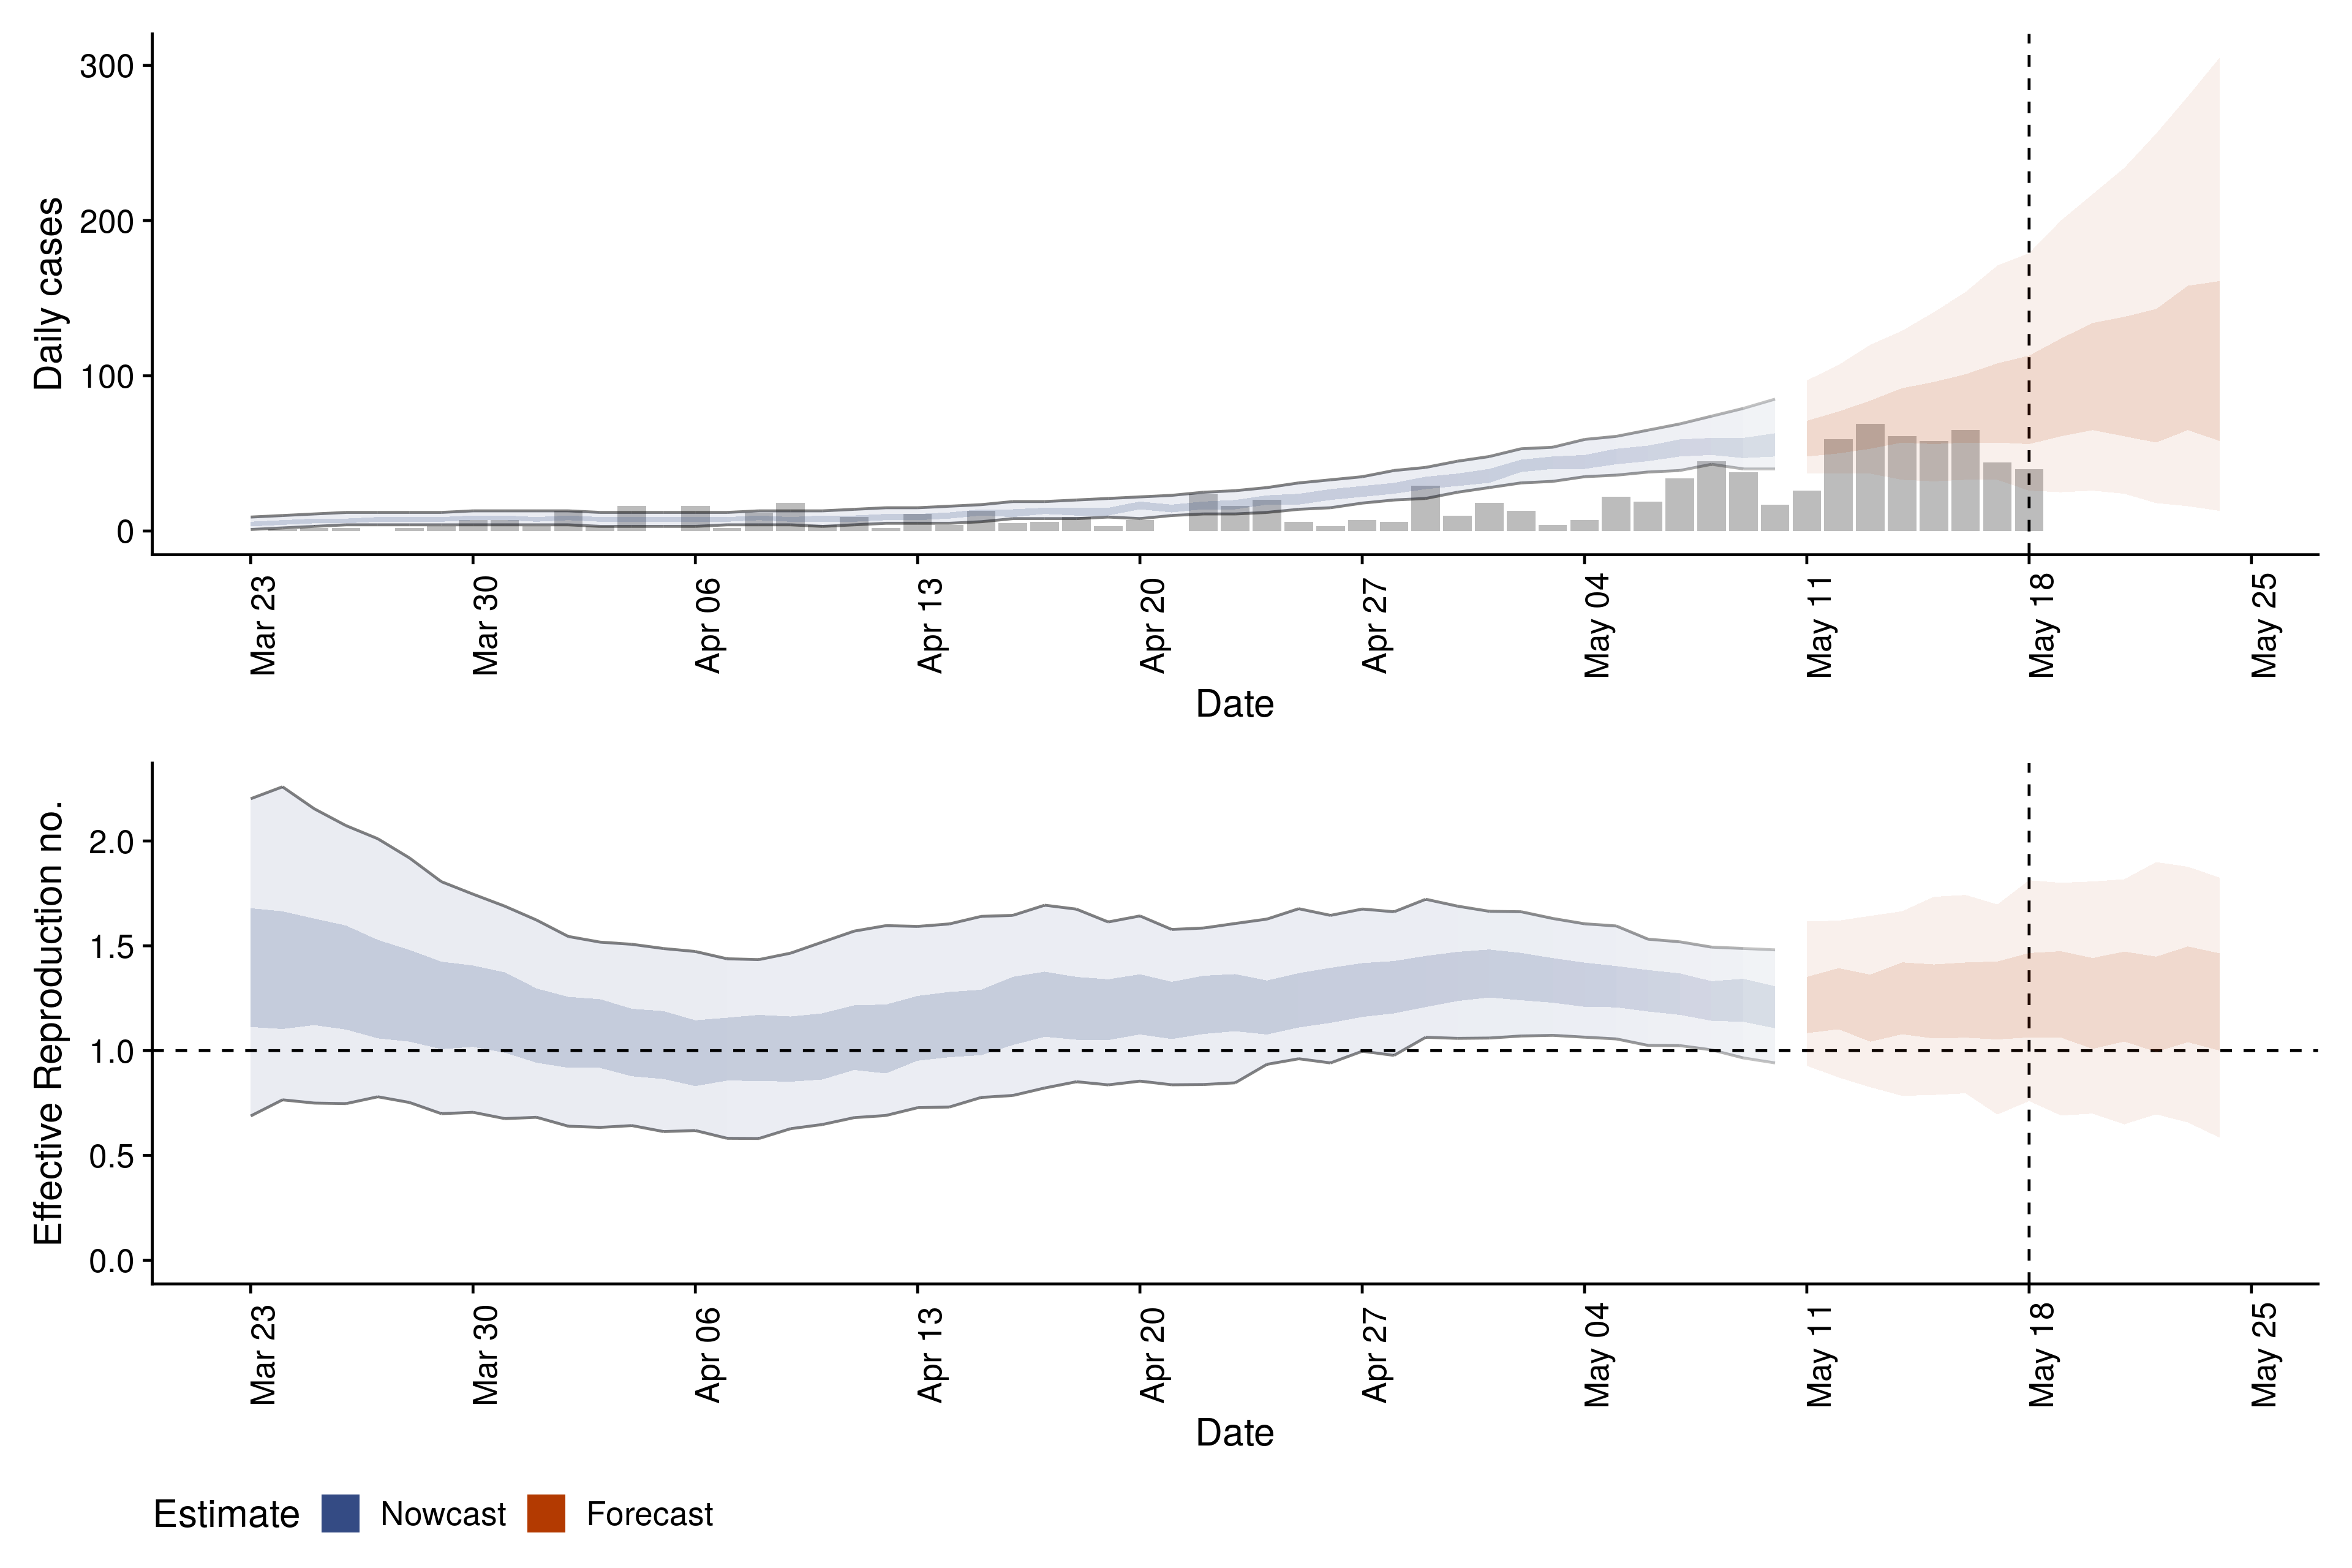 Daily cases
300
200
100
0
Mar 23
Mar 30
Apr 06
Apr 13
Apr 20
Apr 27
May 04
May 11
May 18
May 25
Date
Effective Reproduction no.
2.0
1.5
1.0
0.5
0.0
Mar 23
Mar 30
Apr 06
Apr 13
Apr 20
Apr 27
May 04
May 11
May 18
May 25
Date
Estimate Nowcast Forecast